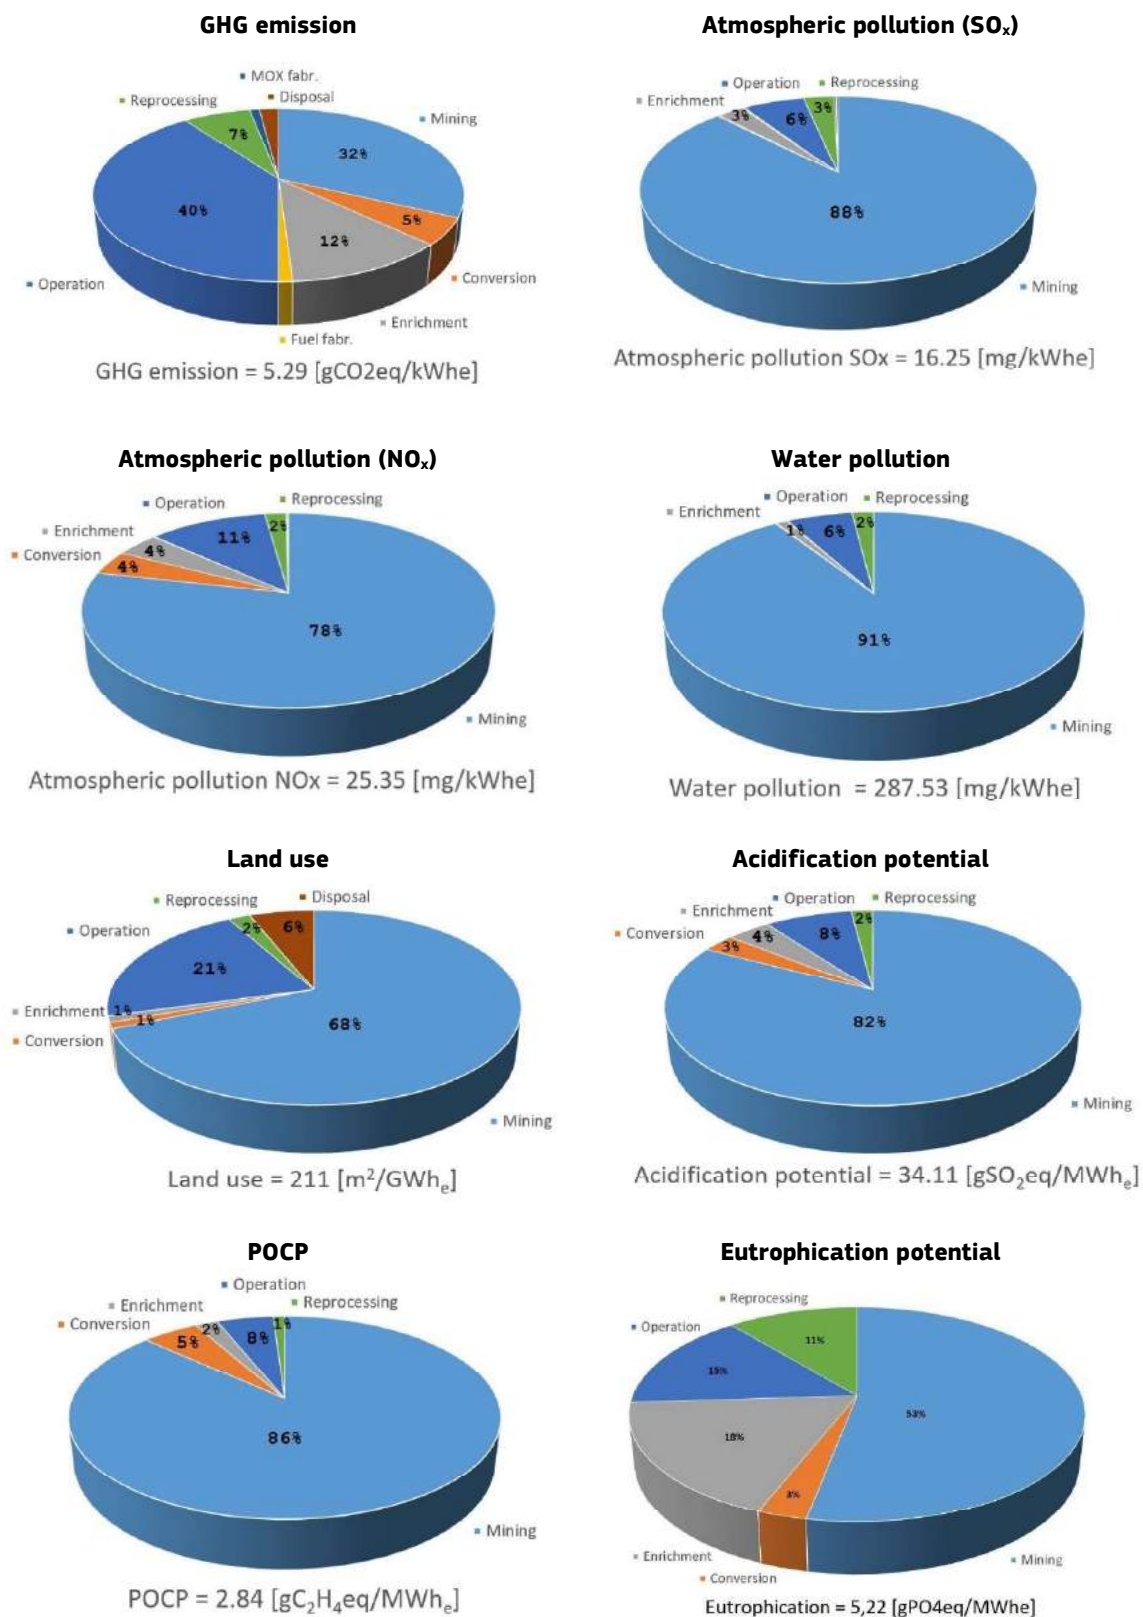 GHG emission
MOX fabr.
Reprocessing
Disposal
Mining
7%
32%
40%
5%
12%
Operation
Conversion
Enrichment
Fuel fabr.
GHG emission = 5.29 [gCO2eq/kWhe]
Atmospheric pollution (SOₓ)
Operation
Reprocessing
Enrichment
3%
6%
3%
88%
Mining
Atmospheric pollution SOx = 16.25 [mg/kWhe]
Atmospheric pollution (NOₓ)
Operation
Reprocessing
Enrichment
Conversion
2%
11%
4%
4%
78%
Mining
Atmospheric pollution NOx = 25.35 [mg/kWhe]
Water pollution
Operation
Reprocessing
Enrichment
1%
6%
2%
91%
Mining
Water pollution = 287.53 [mg/kWhe]
Land use
Reprocessing
Disposal
Operation
2%
6%
21%
Enrichment
1%
1%
68%
Conversion
Mining
Land use = 211 [m²/GWhₑ]
Acidification potential
Operation
Reprocessing
Enrichment
Conversion
3%
4%
8%
2%
82%
Mining
Acidification potential = 34.11 [gSO₂eq/MWhₑ]
POCP
Operation
Enrichment
Reprocessing
Conversion
5%
2%
8%
1%
86%
Mining
POCP = 2.84 [gC₂H₄eq/MWhₑ]
Eutrophication potential
Reprocessing
Operation
11%
15%
53%
18%
3%
Enrichment
Conversion
Mining
Eutrophication = 5,22 [gPO4eq/MWhe]